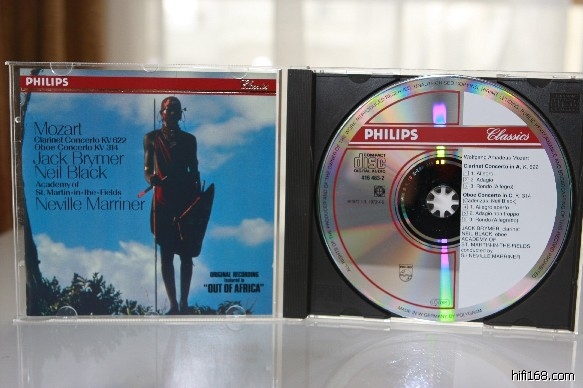 PHILIPS
Classics
Mozart
Clarinet Concerto KV 622
Oboe Concerto KV 314
Jack Brymer
Neil Black
Academy of
St. Martin-in-the-Fields
Neville Marriner
ORIGINAL RECORDING
featured in
"OUT OF AFRICA"
PHILIPS
Classics
COMPACT
disc
DIGITAL AUDIO
416 483-2
Wolfgang Amadeus Mozart
Clarinet Concerto in A, K. 622
1. Allegro
2. Adagio
3. Rondo (Allegro)
Oboe Concerto in C, K. 314
(Cadenzas: Neil Black)
1. Allegro aperto
2. Adagio non troppo
3. Rondo (Allegretto)
JACK BRYMER, clarinet
NEIL BLACK, oboe
ACADEMY OF
ST. MARTIN-IN-THE-FIELDS
conducted by
SIR NEVILLE MARRINER
hifi168.com